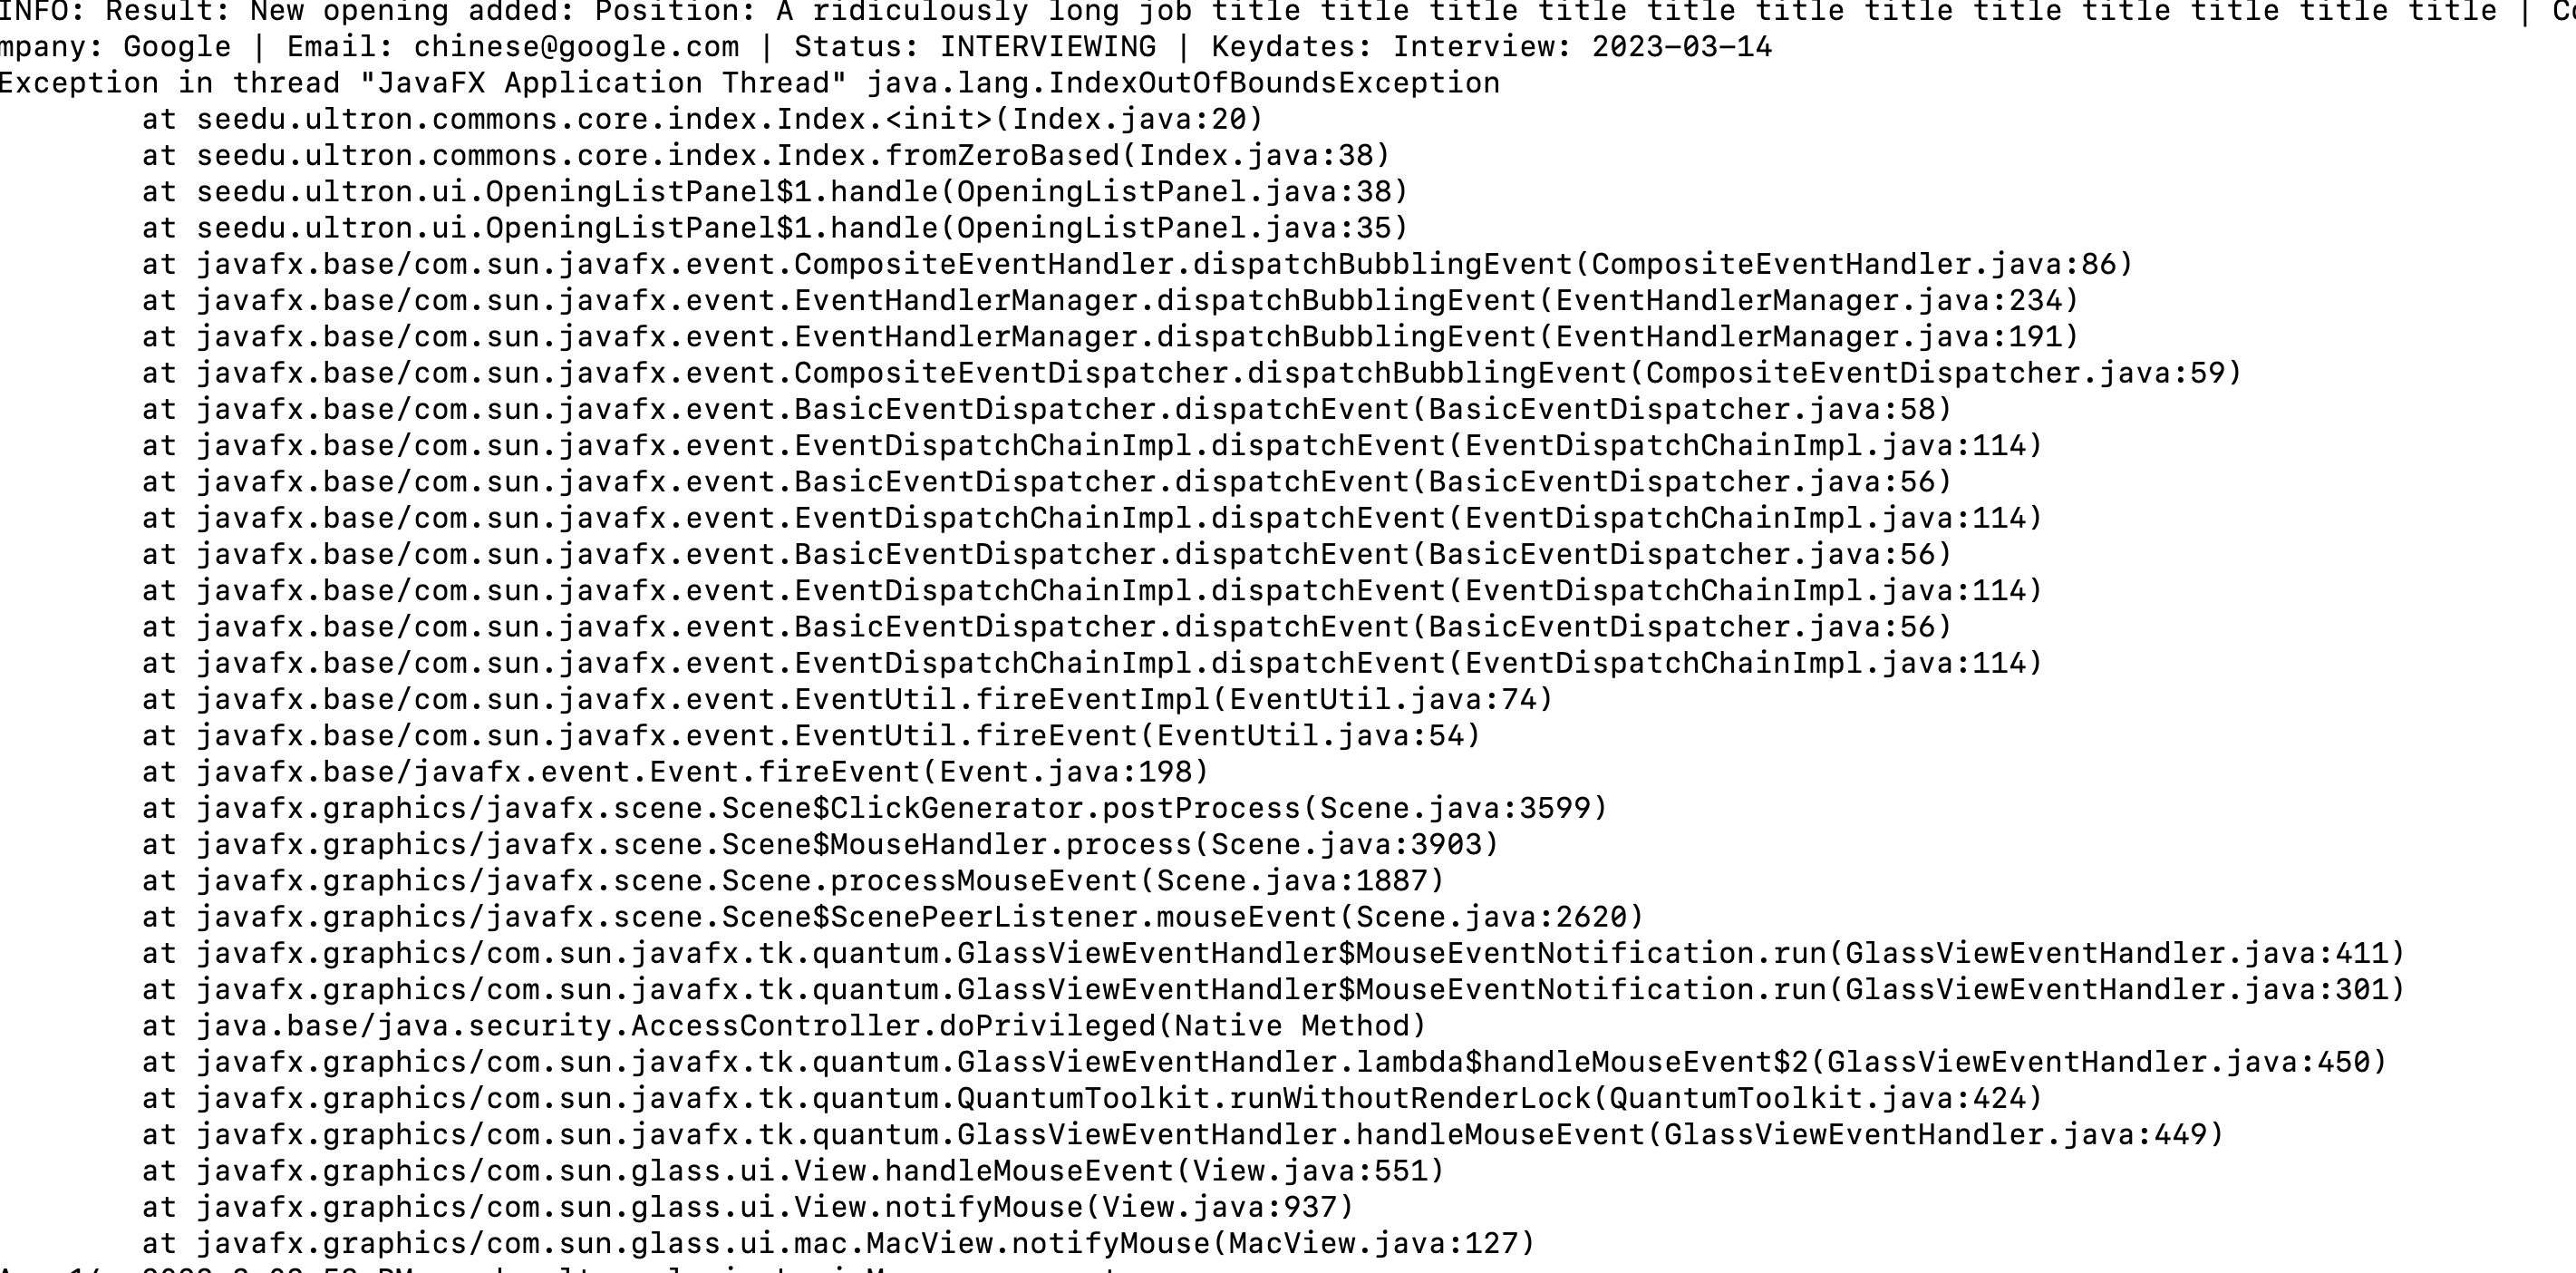 INFO: Result: New opening added: Position: A ridiculously long job title title title title title title title title title title title title | Co
mpany: Google | Email: chinese@google.com | Status: INTERVIEWING | Keydates: Interview: 2023-03-14
Exception in thread "JavaFX Application Thread" java.lang.IndexOutOfBoundsException
at seedu.ultron.commons.core.index.Index.<init>(Index.java:20)
at seedu.ultron.commons.core.index.Index.fromZeroBased(Index.java:38)
at seedu.ultron.ui.OpeningListPanel$1.handle(OpeningListPanel.java:38)
at seedu.ultron.ui.OpeningListPanel$1.handle(OpeningListPanel.java:35)
at javafx.base/com.sun.javafx.event.CompositeEventHandler.dispatchBubblingEvent(CompositeEventHandler.java:86)
at javafx.base/com.sun.javafx.event.EventHandlerManager.dispatchBubblingEvent(EventHandlerManager.java:234)
at javafx.base/com.sun.javafx.event.EventHandlerManager.dispatchBubblingEvent(EventHandlerManager.java:191)
at javafx.base/com.sun.javafx.event.CompositeEventDispatcher.dispatchBubblingEvent(CompositeEventDispatcher.java:59)
at javafx.base/com.sun.javafx.event.BasicEventDispatcher.dispatchEvent(BasicEventDispatcher.java:58)
at javafx.base/com.sun.javafx.event.EventDispatchChainImpl.dispatchEvent(EventDispatchChainImpl.java:114)
at javafx.base/com.sun.javafx.event.BasicEventDispatcher.dispatchEvent(BasicEventDispatcher.java:56)
at javafx.base/com.sun.javafx.event.EventDispatchChainImpl.dispatchEvent(EventDispatchChainImpl.java:114)
at javafx.base/com.sun.javafx.event.BasicEventDispatcher.dispatchEvent(BasicEventDispatcher.java:56)
at javafx.base/com.sun.javafx.event.EventDispatchChainImpl.dispatchEvent(EventDispatchChainImpl.java:114)
at javafx.base/com.sun.javafx.event.BasicEventDispatcher.dispatchEvent(BasicEventDispatcher.java:56)
at javafx.base/com.sun.javafx.event.EventDispatchChainImpl.dispatchEvent(EventDispatchChainImpl.java:114)
at javafx.base/com.sun.javafx.event.EventUtil.fireEventImpl(EventUtil.java:74)
at javafx.base/com.sun.javafx.event.EventUtil.fireEvent(EventUtil.java:54)
at javafx.base/javafx.event.Event.fireEvent(Event.java:198)
at javafx.graphics/javafx.scene.Scene$ClickGenerator.postProcess(Scene.java:3599)
at javafx.graphics/javafx.scene.Scene$MouseHandler.process(Scene.java:3903)
at javafx.graphics/javafx.scene.Scene.processMouseEvent(Scene.java:1887)
at javafx.graphics/javafx.scene.Scene$ScenePeerListener.mouseEvent(Scene.java:2620)
at javafx.graphics/com.sun.javafx.tk.quantum.GlassViewEventHandler$MouseEventNotification.run(GlassViewEventHandler.java:411)
at javafx.graphics/com.sun.javafx.tk.quantum.GlassViewEventHandler$MouseEventNotification.run(GlassViewEventHandler.java:301)
at java.base/java.security.AccessController.doPrivileged(Native Method)
at javafx.graphics/com.sun.javafx.tk.quantum.GlassViewEventHandler.lambda$handleMouseEvent$2(GlassViewEventHandler.java:450)
at javafx.graphics/com.sun.javafx.tk.quantum.QuantumToolkit.runWithoutRenderLock(QuantumToolkit.java:424)
at javafx.graphics/com.sun.javafx.tk.quantum.GlassViewEventHandler.handleMouseEvent(GlassViewEventHandler.java:449)
at javafx.graphics/com.sun.glass.ui.View.handleMouseEvent(View.java:551)
at javafx.graphics/com.sun.glass.ui.View.notifyMouse(View.java:937)
at javafx.graphics/com.sun.glass.ui.mac.MacView.notifyMouse(MacView.java:127)